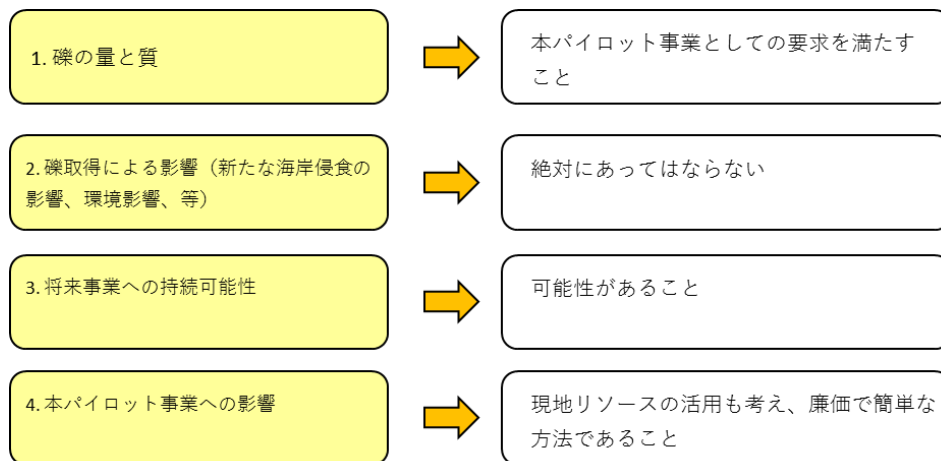 1. 礫の量と質
本パイロット事業としての要求を満たす
こと
2. 礫取得による影響（新たな海岸侵食の
影響、環境影響、等）
絶対にあってはならない
3. 将来事業への持続可能性
可能性があること
4. 本パイロット事業への影響
現地リソースの活用も考え、廉価で簡単な
方法であること